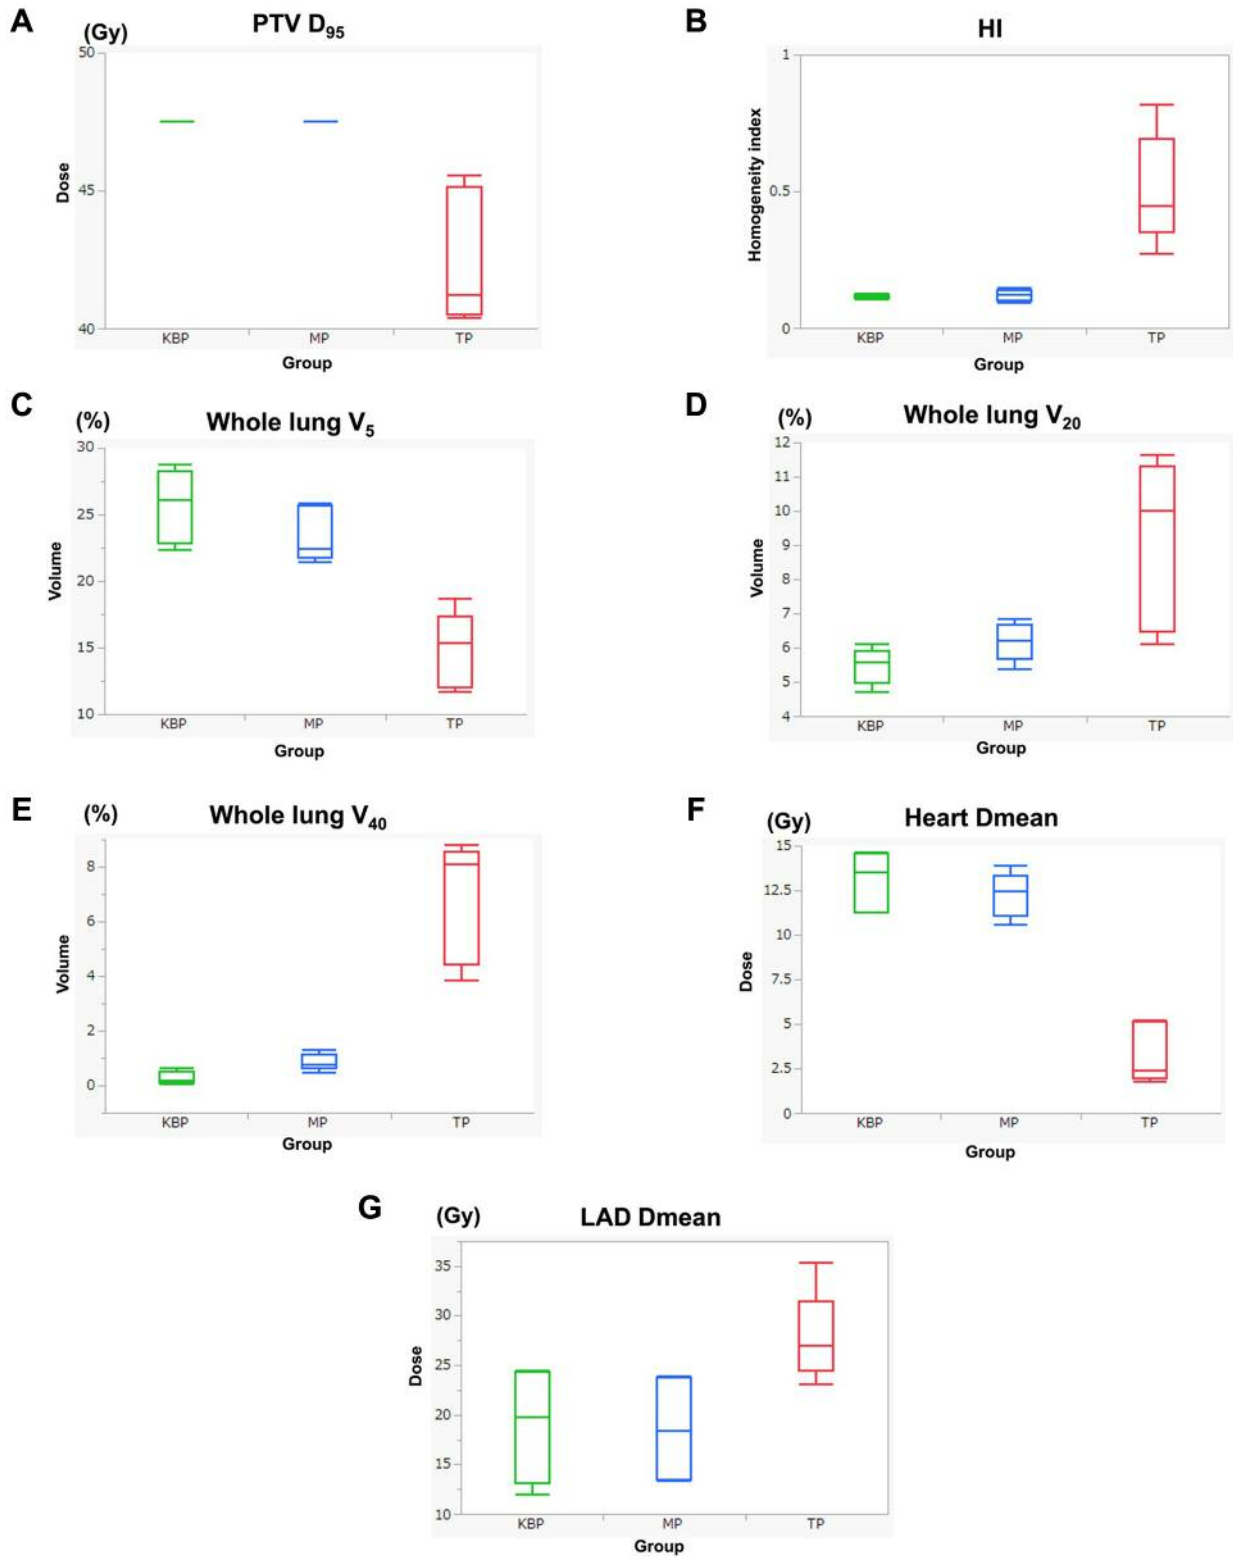 A
(Gy)
PTV D95
50
45
40
Dose
KBP
MP
TP
Group
B
HI
1
0.5
0
Homogeneity index
KBP
MP
TP
Group
C
(%)
Whole lung V5
30
25
20
15
10
Volume
KBP
MP
TP
Group
D
(%)
Whole lung V20
12
11
10
9
8
7
6
5
4
Volume
KBP
MP
TP
Group
E
(%)
Whole lung V40
8
6
4
2
0
Volume
KBP
MP
TP
Group
F
(Gy)
Heart Dmean
15
12.5
10
7.5
5
2.5
0
Dose
KBP
MP
TP
Group
G
(Gy)
LAD Dmean
35
30
25
20
15
10
Dose
KBP
MP
TP
Group